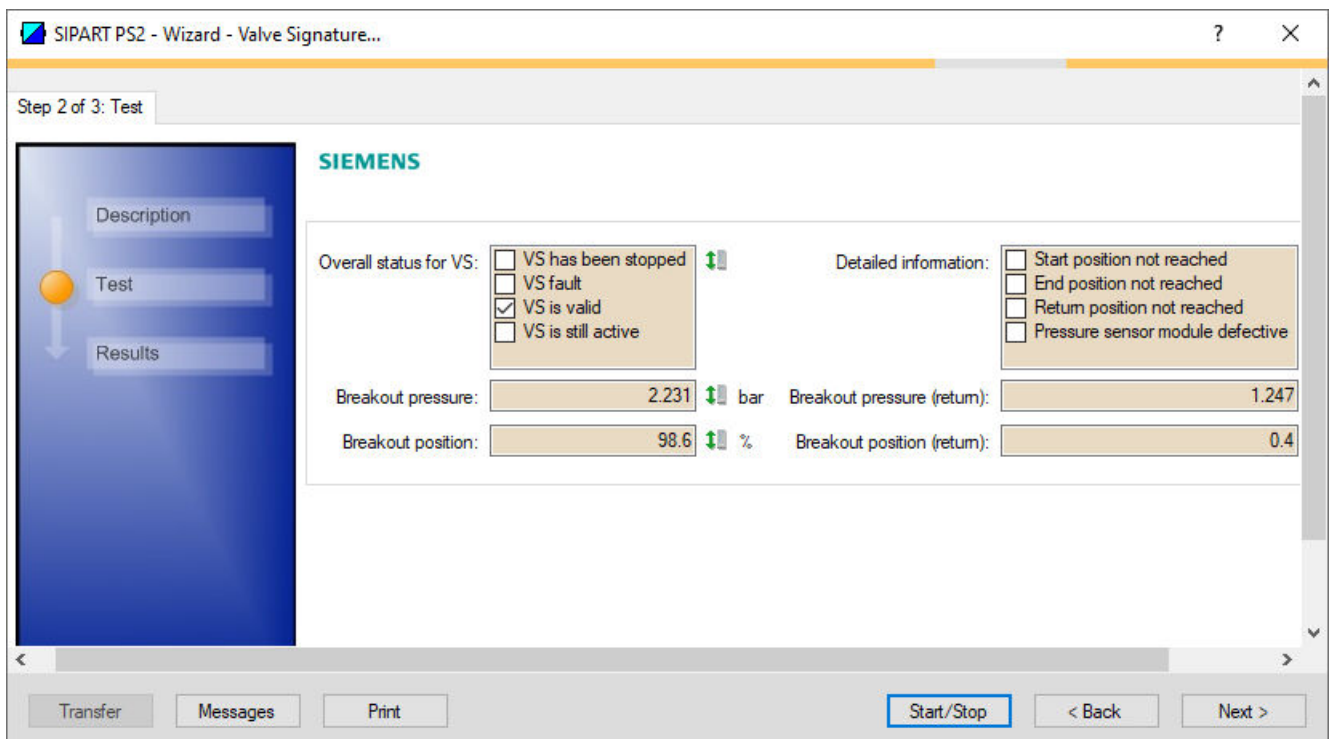 SIPART PS2 - Wizard - Valve Signature...
?
Step 2 of 3: Test
SIEMENS
Description
Test
Results
Overall status for VS:
VS has been stopped
VS fault
VS is valid
VS is still active
Detailed information:
Start position not reached
End position not reached
Return position not reached
Pressure sensor module defective
Breakout pressure: 2.231 bar Breakout pressure (return): 1.247
Breakout position: 98.6 % Breakout position (return): 0.4
Transfer Messages Print Start/Stop < Back Next >